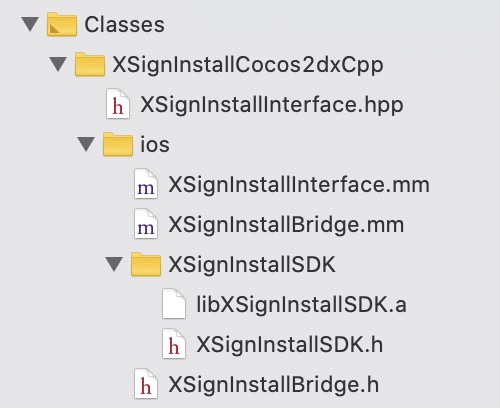 Classes
XSignInstallCocos2dxCpp
h XSignInstallInterface.hpp
ios
m XSignInstallInterface.mm
m XSignInstallBridge.mm
XSignInstallSDK
libXSignInstallSDK.a
h XSignInstallSDK.h
h XSignInstallBridge.h